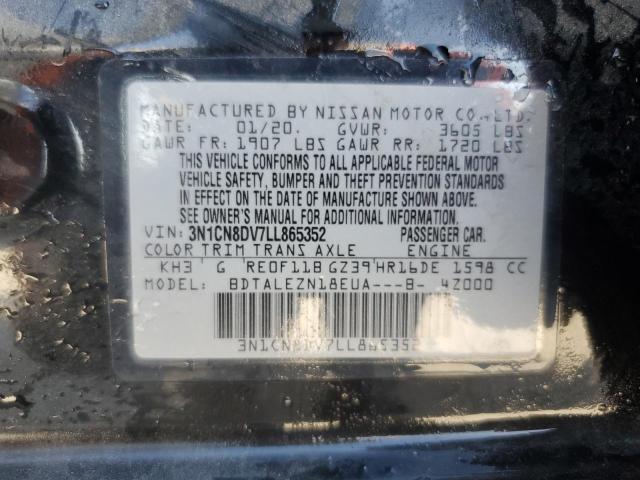 MANUFACTURED BY NISSAN MOTOR CO.,LTD.
DATE: 01/20. GVWR: 3605 LBS
GAWR FR: 1907 LBS GAWR RR: 1720 LBS
THIS VEHICLE CONFORMS TO ALL APPLICABLE FEDERAL MOTOR
VEHICLE SAFETY, BUMPER AND THEFT PREVENTION STANDARDS
IN EFFECT ON THE DATE OF MANUFACTURE SHOWN ABOVE.
SEE OWNER'S MANUAL FOR ADDITIONAL INFORMATION.
VIN: 3N1CN8DV7LL865352 PASSENGER CAR.
COLOR TRIM TRANS AXLE ENGINE
KH3 G RE0F11B GZ39 HR16DE 1598 CC
MODEL: BDTALEZN18EUA---B- 4Z000
3N1CN8DV7LL865352